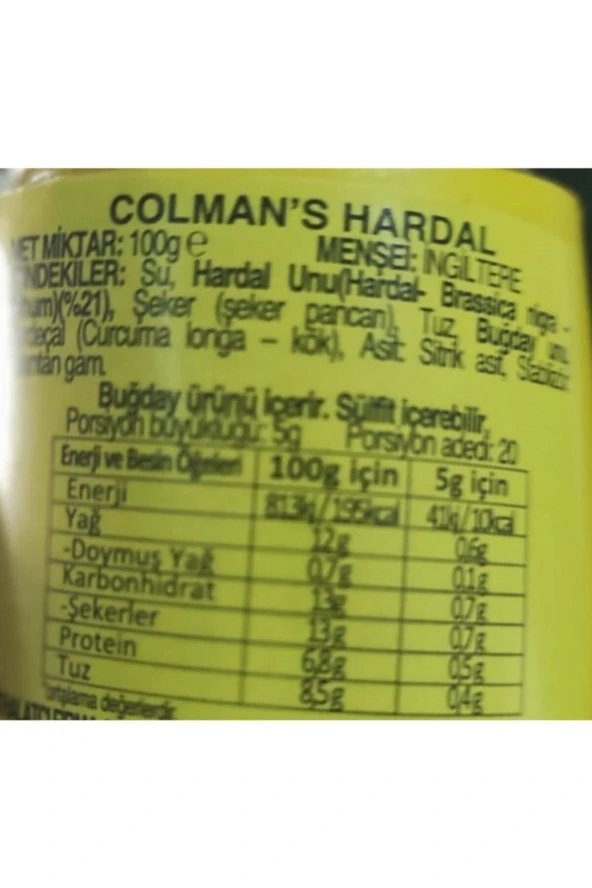 COLMAN'S HARDAL
NET MİKTAR: 100g e MENŞEİ: İNGİLTERE
İÇİNDEKİLER: Su, Hardal Unu(Hardal- Brassica niga -
(%21), Şeker (şeker pancarı), Tuz, Buğday unu,
(Curcuma longa – kök), Asit: Sitrik asit,
gam.
Buğday ürünü içerir. Sülfit içerebilir.
Porsiyon büyüklüğü: 5g Porsiyon adedi: 20
Enerji ve Besin Öğeleri 100g için 5g için
Enerji 813kj/195kcal 41kj/10kcal
Yağ 12g 0,6g
-Doymuş Yağ 0,7g 0,1g
Karbonhidrat 13g 0,7g
-Şekerler 13g 0,7g
Protein 6,8g 0,5g
Tuz 8,5g 0,4g
Ortalama değerlerdir.